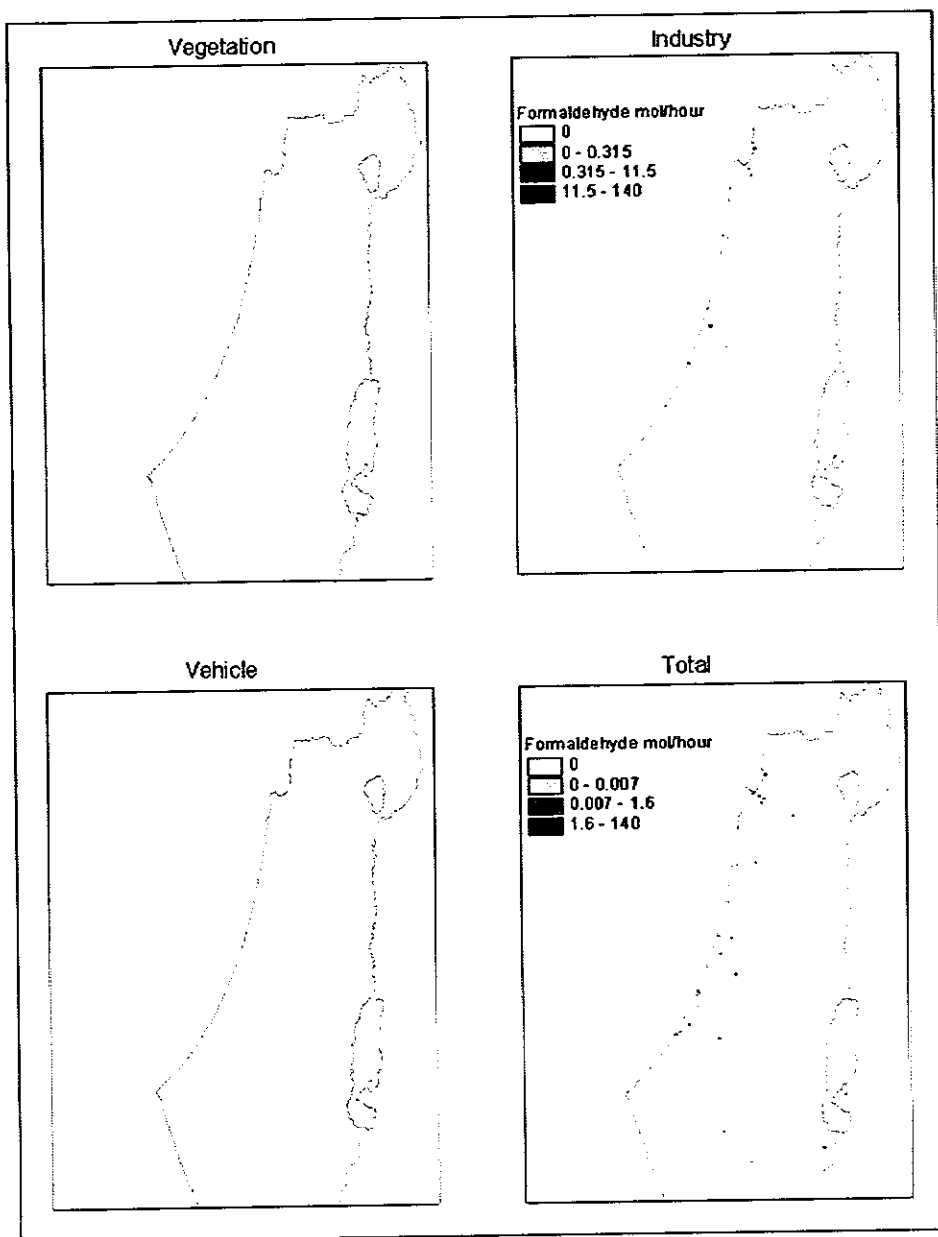 Vegetation
Industry
Formaldehyde mol/hour
0
0 - 0.315
0.315 - 11.5
11.5 - 140
Vehicle
Total
Formaldehyde mol/hour
0
0 - 0.007
0.007 - 1.6
1.6 - 140